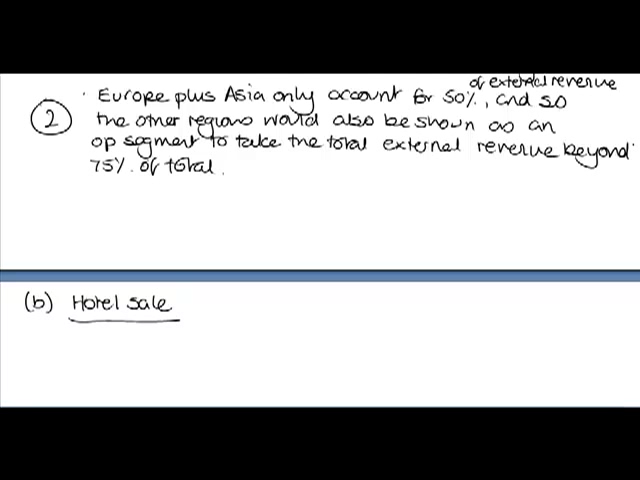 of external revenue
· Europe plus Asia only account for 50%, and so
② the other regions would also be shown as an
op segment to take the total external revenue beyond
75% of total.
(b) Hotel sale